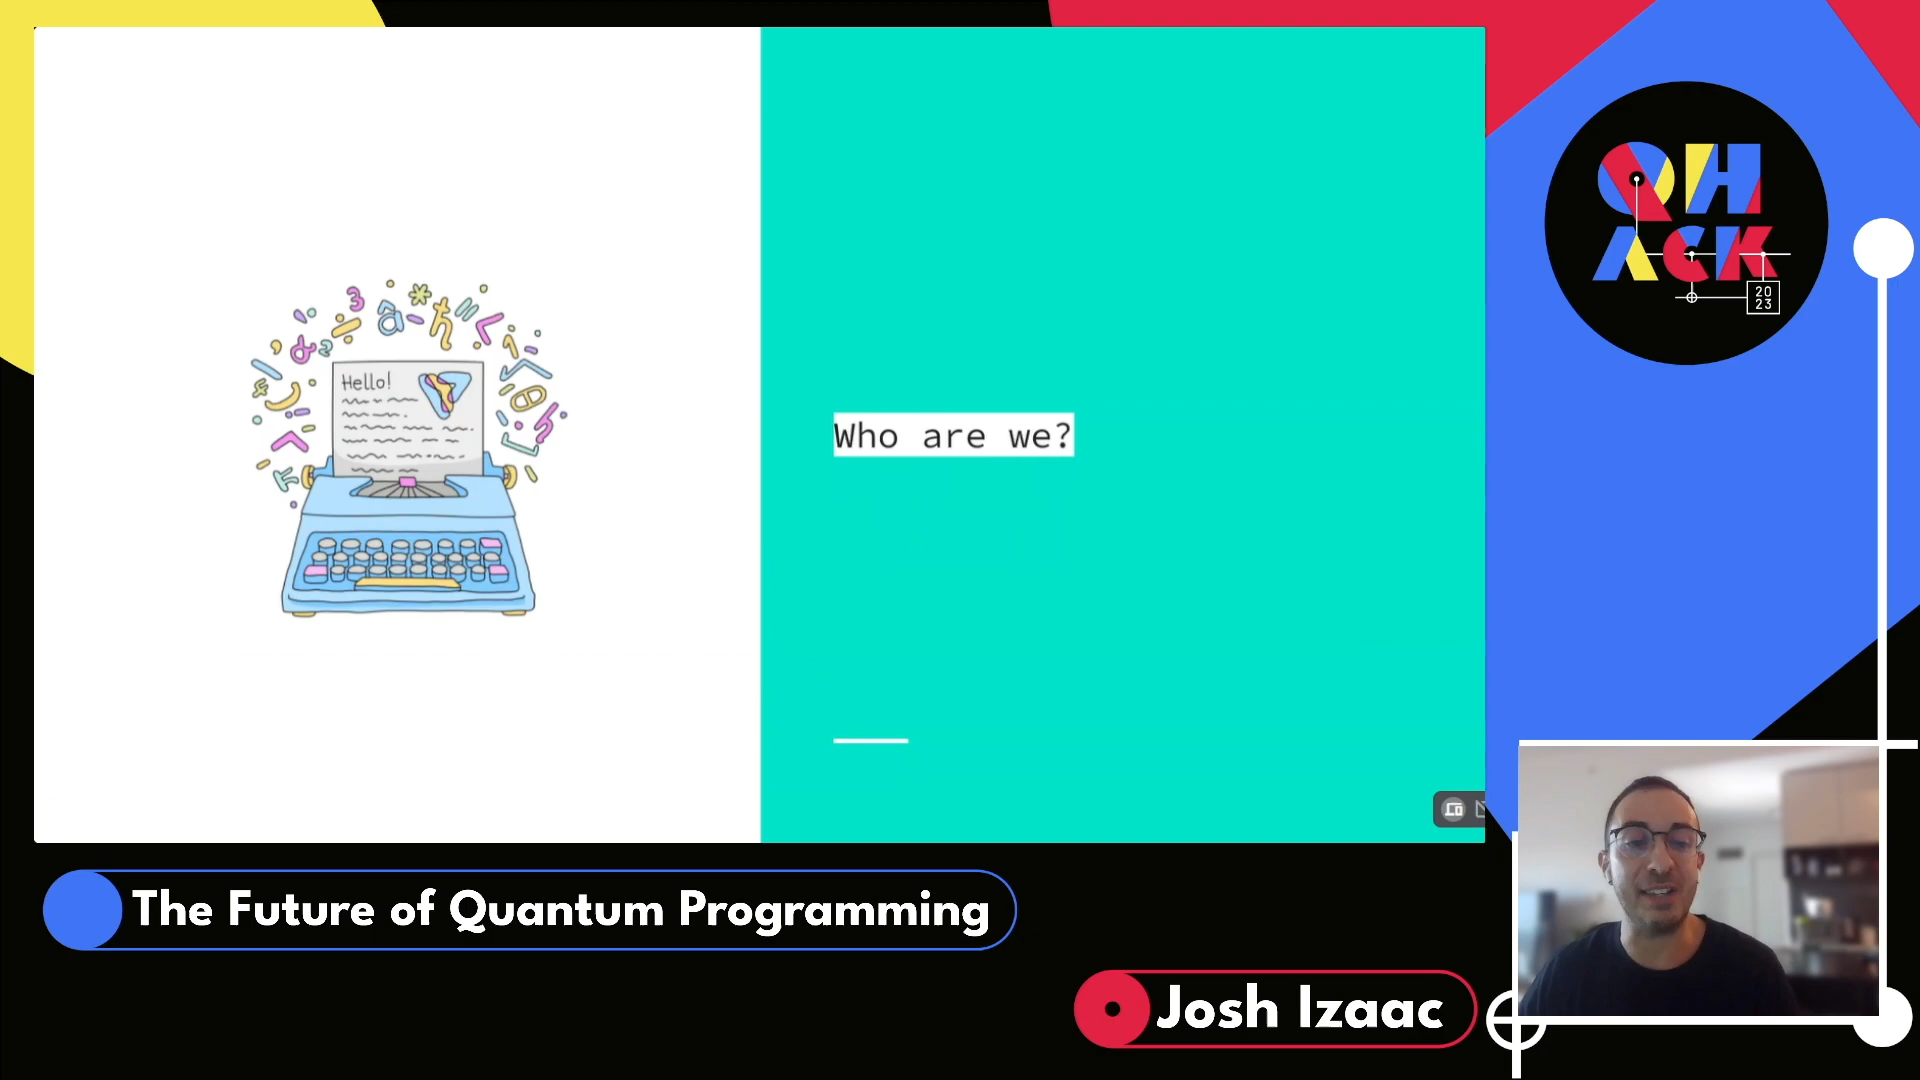 Hello!
Who are we?
QH
ACK
20
23
The Future of Quantum Programming
Josh Izaac